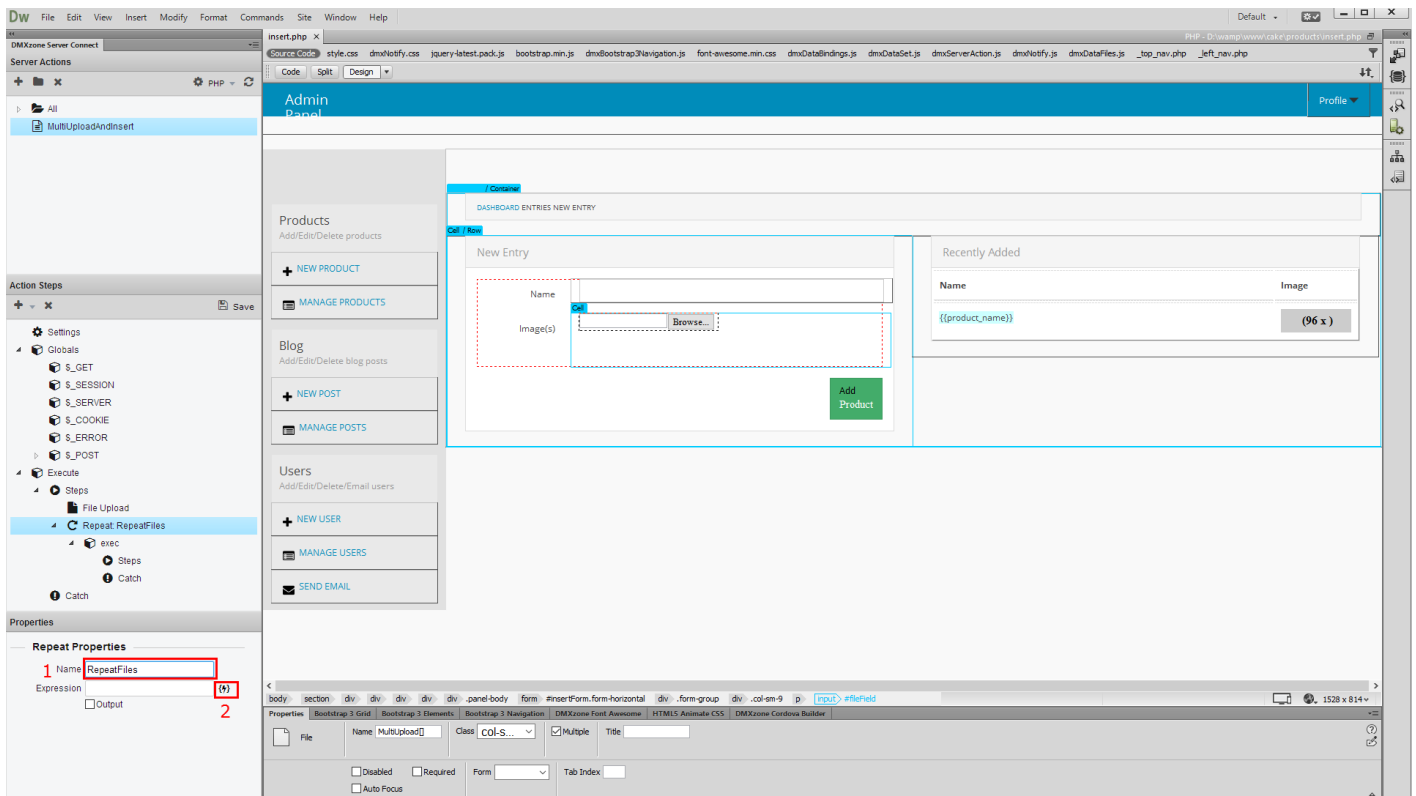 Dw File Edit View Insert Modify Format Commands Site Window Help Default
DMXzone Server Connect
Server Actions
PHP
All
MultiUploadAndInsert
Action Steps
Save
Settings
Globals
$_GET
$_SESSION
$_SERVER
$_COOKIE
$_ERROR
$_POST
Execute
Steps
File Upload
Repeat: RepeatFiles
exec
Steps
Catch
Catch
Properties
Repeat Properties
1 Name RepeatFiles
Expression
Output 2
insert.php × PHP - D:\wamp\www\cake\products\insert.php
Source Code style.css dmxNotify.css jquery-latest.pack.js bootstrap.min.js dmxBootstrap3Navigation.js font-awesome.min.css dmxDataBindings.js dmxDataSet.js dmxServerAction.js dmxNotify.js dmxDataFiles.js _top_nav.php _left_nav.php
Code Split Design
Admin Panel
Profile
Products
Add/Edit/Delete products
NEW PRODUCT
MANAGE PRODUCTS
Blog
Add/Edit/Delete blog posts
NEW POST
MANAGE POSTS
Users
Add/Edit/Delete/Email users
NEW USER
MANAGE USERS
SEND EMAIL
/ Container
DASHBOARD ENTRIES NEW ENTRY
Cell / Row
New Entry
Name
Cell
Image(s) Browse...
Add
Product
Recently Added
Name Image
{{product_name}} (96 x )
body section div div div div div .panel-body form #insertForm.form-horizontal div .form-group div .col-sm-9 p input #fileField 1528 x 814
Properties Bootstrap 3 Grid Bootstrap 3 Elements Bootstrap 3 Navigation DMXzone Font Awesome HTML5 Animate CSS DMXzone Cordova Builder
File Name MultiUpload[] Class col-s... Multiple Title
Disabled Required Form Tab Index
Auto Focus